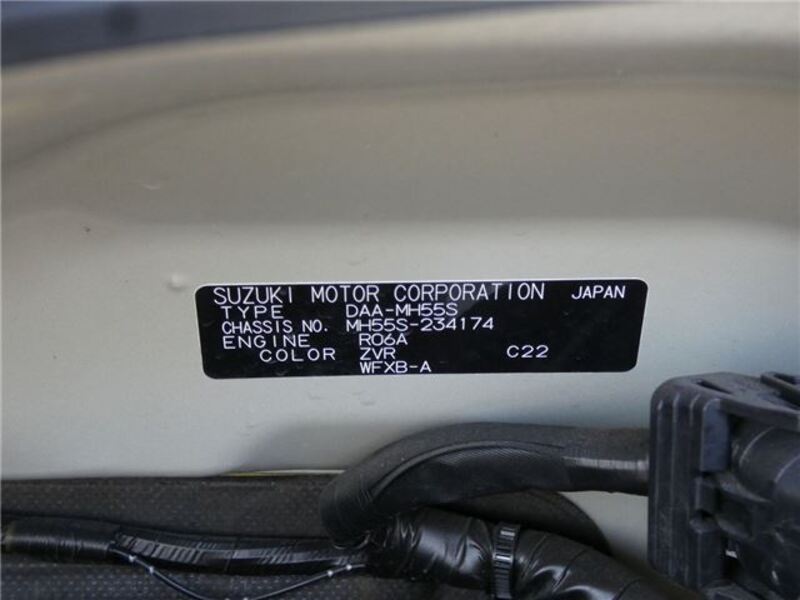 SUZUKI MOTOR CORPORATION JAPAN
TYPE DAA-MH55S
CHASSIS NO. MH55S-234174
ENGINE R06A
COLOR ZVR C22
WFXB-A